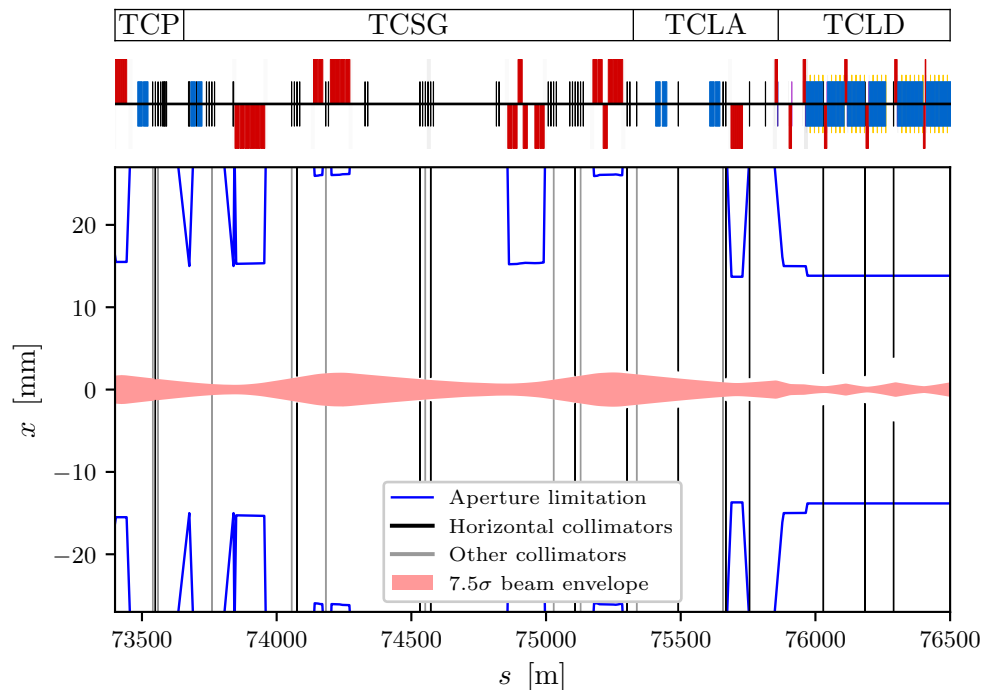 TCP TCSG TCLA TCLD
20
10
0
−10
−20
x [mm]
Aperture limitation
Horizontal collimators
Other collimators
7.5σ beam envelope
73500 74000 74500 75000 75500 76000 76500
s [m]